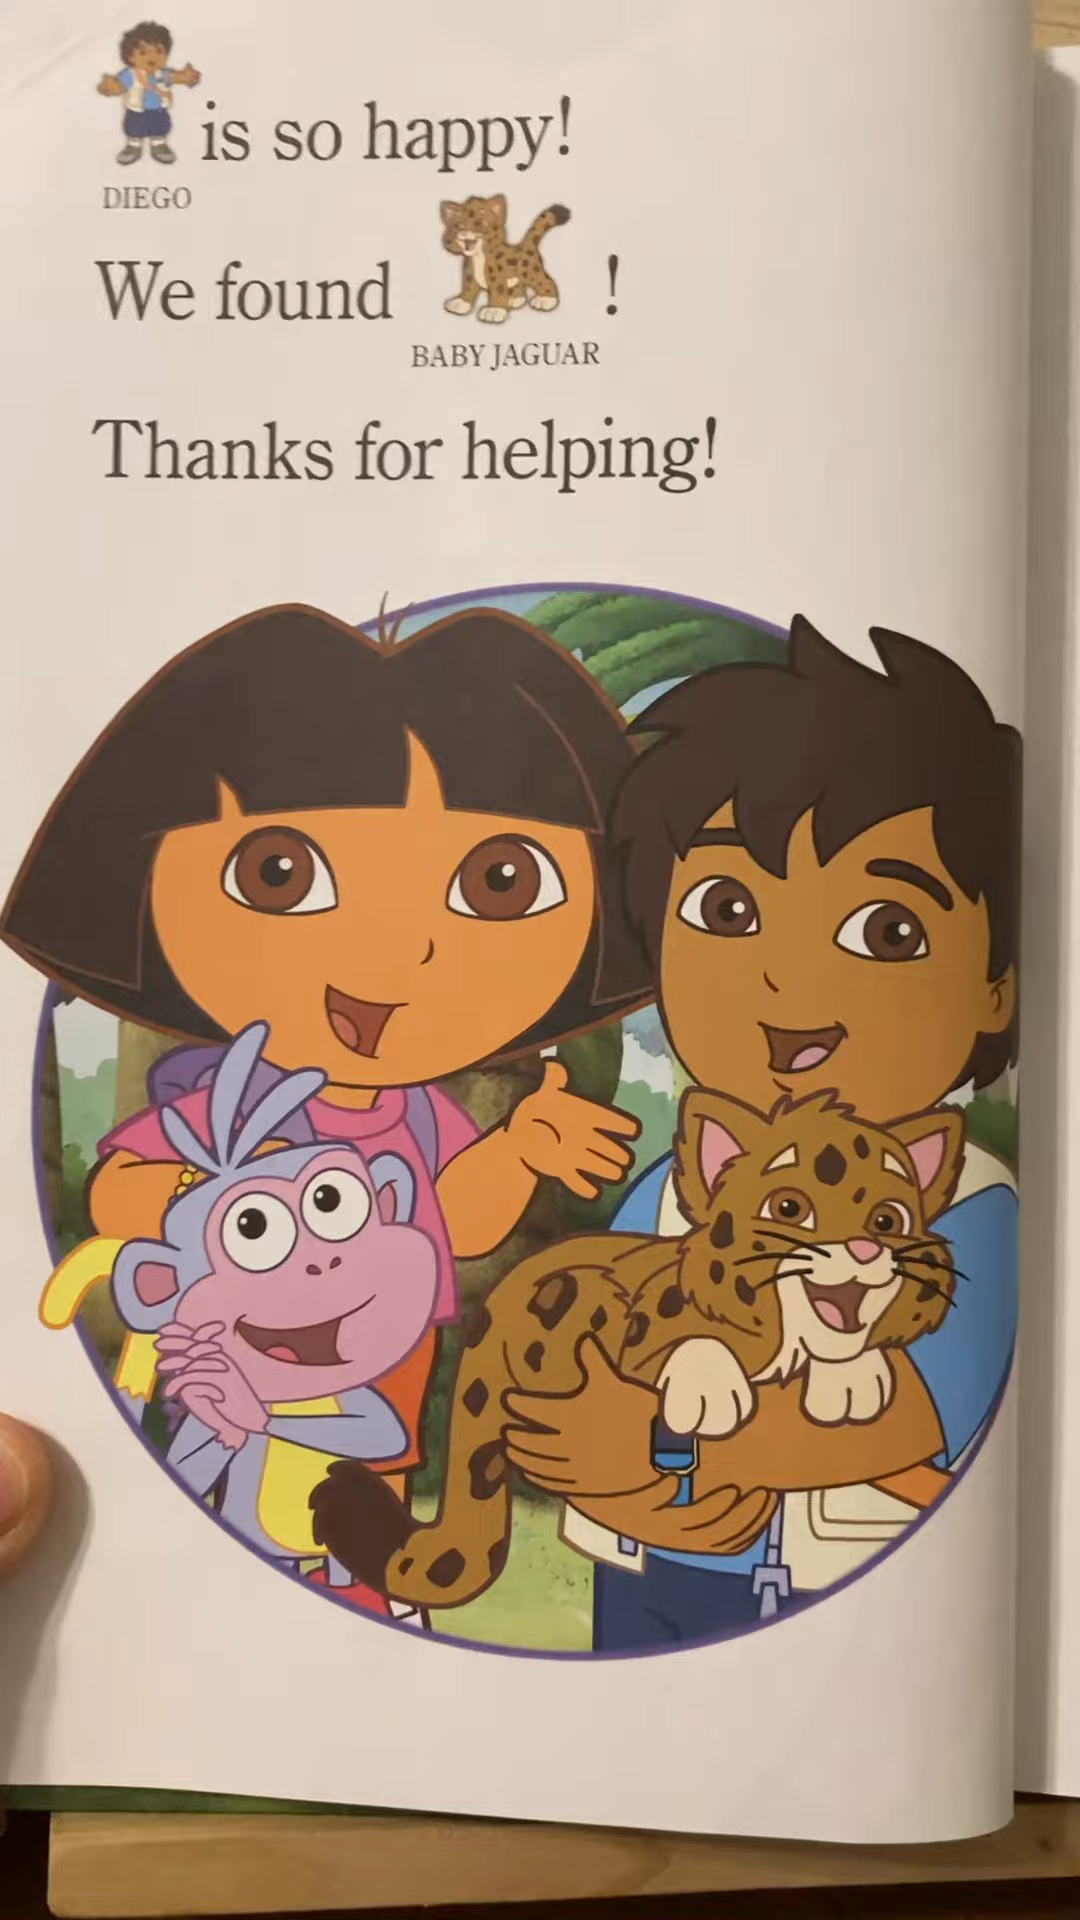 is so happy!
DIEGO
We found !
BABY JAGUAR
Thanks for helping!